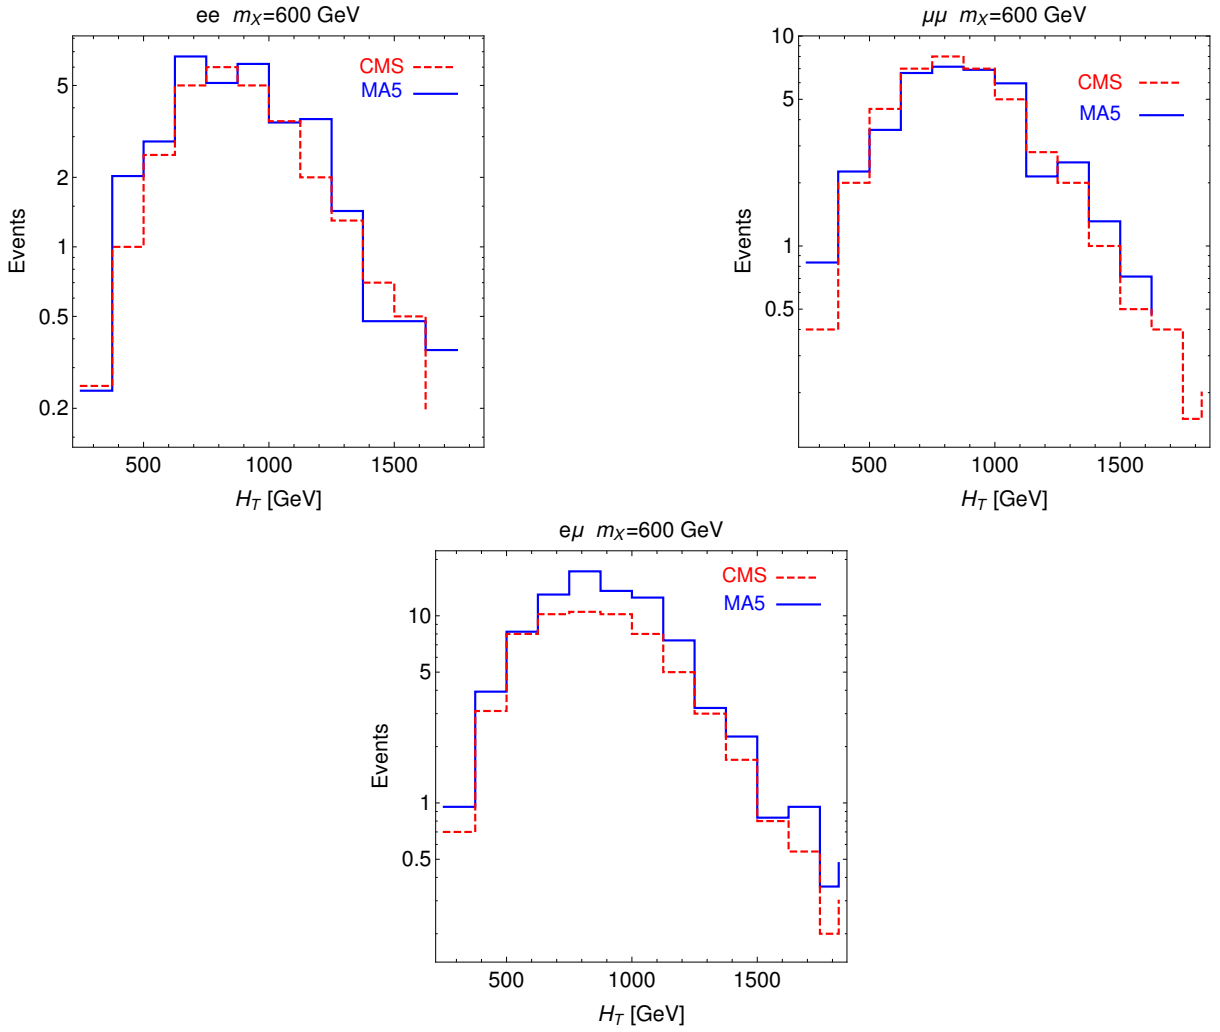 ee m_X=600 GeV
CMS
MA5
5
2
1
0.5
0.2
Events
500 1000 1500
H_T [GeV]
μμ m_X=600 GeV
CMS
MA5
10
5
1
0.5
Events
500 1000 1500
H_T [GeV]
eμ m_X=600 GeV
CMS
MA5
10
5
1
0.5
Events
500 1000 1500
H_T [GeV]